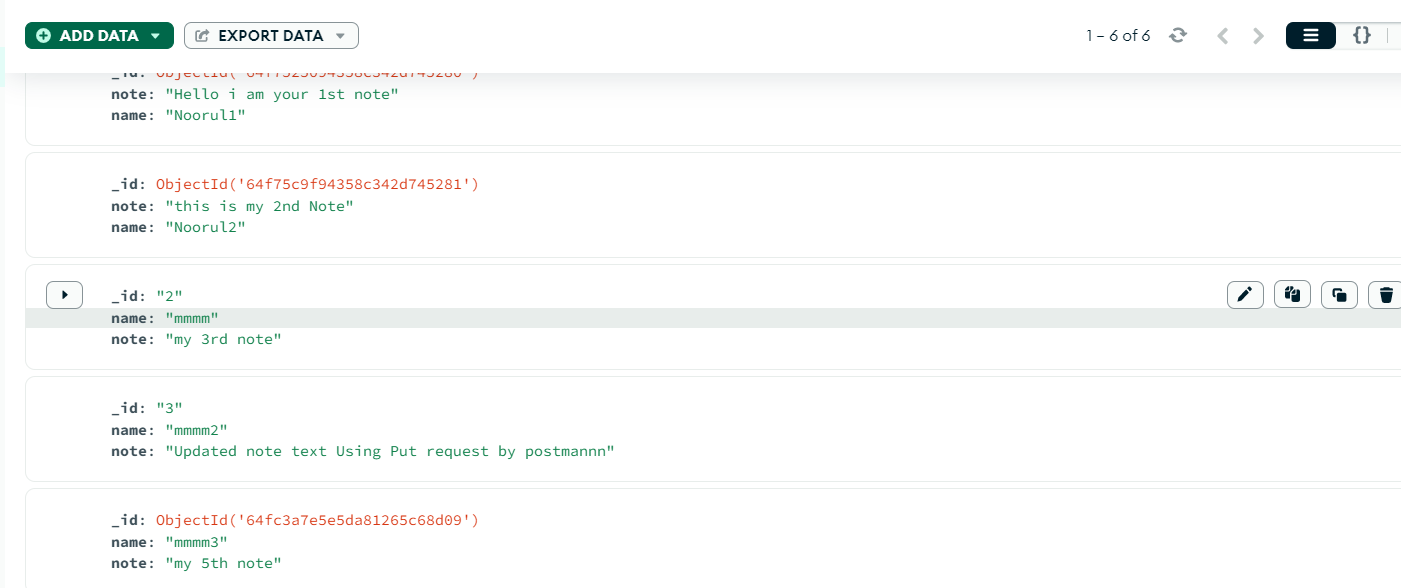 ADD DATA
EXPORT DATA
1 – 6 of 6
{}
note: "Hello i am your 1st note"
name: "Noorul1"
_id: ObjectId('64f75c9f94358c342d745281')
note: "this is my 2nd Note"
name: "Noorul2"
_id: "2"
name: "mmmm"
note: "my 3rd note"
_id: "3"
name: "mmmm2"
note: "Updated note text Using Put request by postmannn"
_id: ObjectId('64fc3a7e5e5da81265c68d09')
name: "mmmm3"
note: "my 5th note"